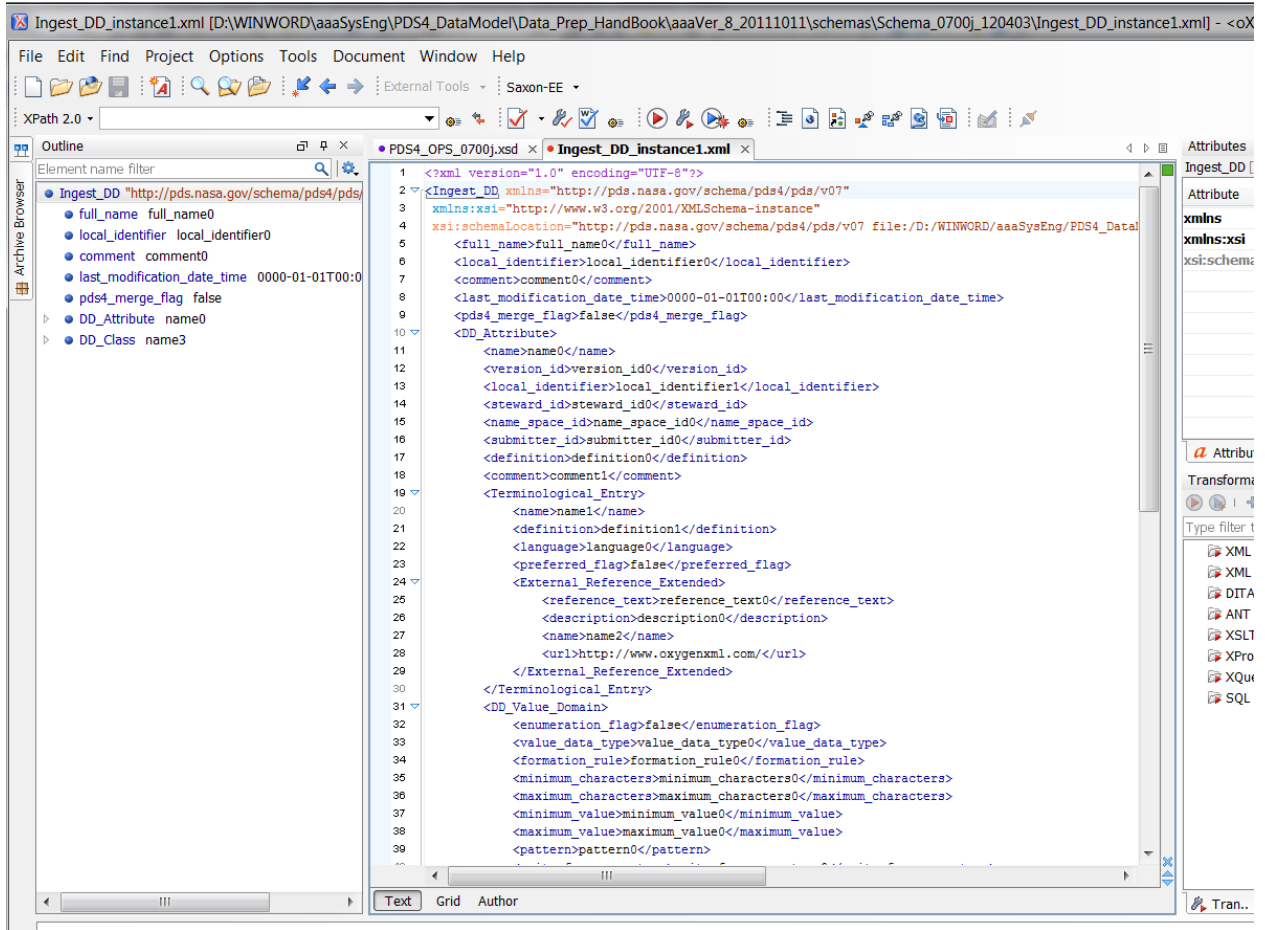 Ingest_DD_instance1.xml [D:\WINWORD\aaaSysEng\PDS4_DataModel\Data_Prep_HandBook\aaaVer_8_20111011\schemas\Schema_0700j_120403\Ingest_DD_instance1.xml] - <oX
File Edit Find Project Options Tools Document Window Help
External Tools Saxon-EE
XPath 2.0
Outline
Element name filter
Archive Browser
Ingest_DD "http://pds.nasa.gov/schema/pds4/pds/
full_name full_name0
local_identifier local_identifier0
comment comment0
last_modification_date_time 0000-01-01T00:0
pds4_merge_flag false
DD_Attribute name0
DD_Class name3
PDS4_OPS_0700j.xsd Ingest_DD_instance1.xml
1 <?xml version="1.0" encoding="UTF-8"?>
2 <Ingest_DD xmlns="http://pds.nasa.gov/schema/pds4/pds/v07"
3 xmlns:xsi="http://www.w3.org/2001/XMLSchema-instance"
4 xsi:schemaLocation="http://pds.nasa.gov/schema/pds4/pds/v07 file:/D:/WINWORD/aaaSysEng/PDS4_DataM
5 <full_name>full_name0</full_name>
6 <local_identifier>local_identifier0</local_identifier>
7 <comment>comment0</comment>
8 <last_modification_date_time>0000-01-01T00:00</last_modification_date_time>
9 <pds4_merge_flag>false</pds4_merge_flag>
10 <DD_Attribute>
11 <name>name0</name>
12 <version_id>version_id0</version_id>
13 <local_identifier>local_identifier1</local_identifier>
14 <steward_id>steward_id0</steward_id>
15 <name_space_id>name_space_id0</name_space_id>
16 <submitter_id>submitter_id0</submitter_id>
17 <definition>definition0</definition>
18 <comment>comment1</comment>
19 <Terminological_Entry>
20 <name>name1</name>
21 <definition>definition1</definition>
22 <language>language0</language>
23 <preferred_flag>false</preferred_flag>
24 <External_Reference_Extended>
25 <reference_text>reference_text0</reference_text>
26 <description>description0</description>
27 <name>name2</name>
28 <url>http://www.oxygenxml.com/</url>
29 </External_Reference_Extended>
30 </Terminological_Entry>
31 <DD_Value_Domain>
32 <enumeration_flag>false</enumeration_flag>
33 <value_data_type>value_data_type0</value_data_type>
34 <formation_rule>formation_rule0</formation_rule>
35 <minimum_characters>minimum_characters0</minimum_characters>
36 <maximum_characters>maximum_characters0</maximum_characters>
37 <minimum_value>minimum_value0</minimum_value>
38 <maximum_value>maximum_value0</maximum_value>
39 <pattern>pattern0</pattern>
Text Grid Author
Attributes
Ingest_DD [
Attribute
xmlns
xmlns:xsi
xsi:schema
a Attribu
Transforma
Type filter t
XML
XML
DITA
ANT
XSLT
XPro
XQue
SQL
Tran..